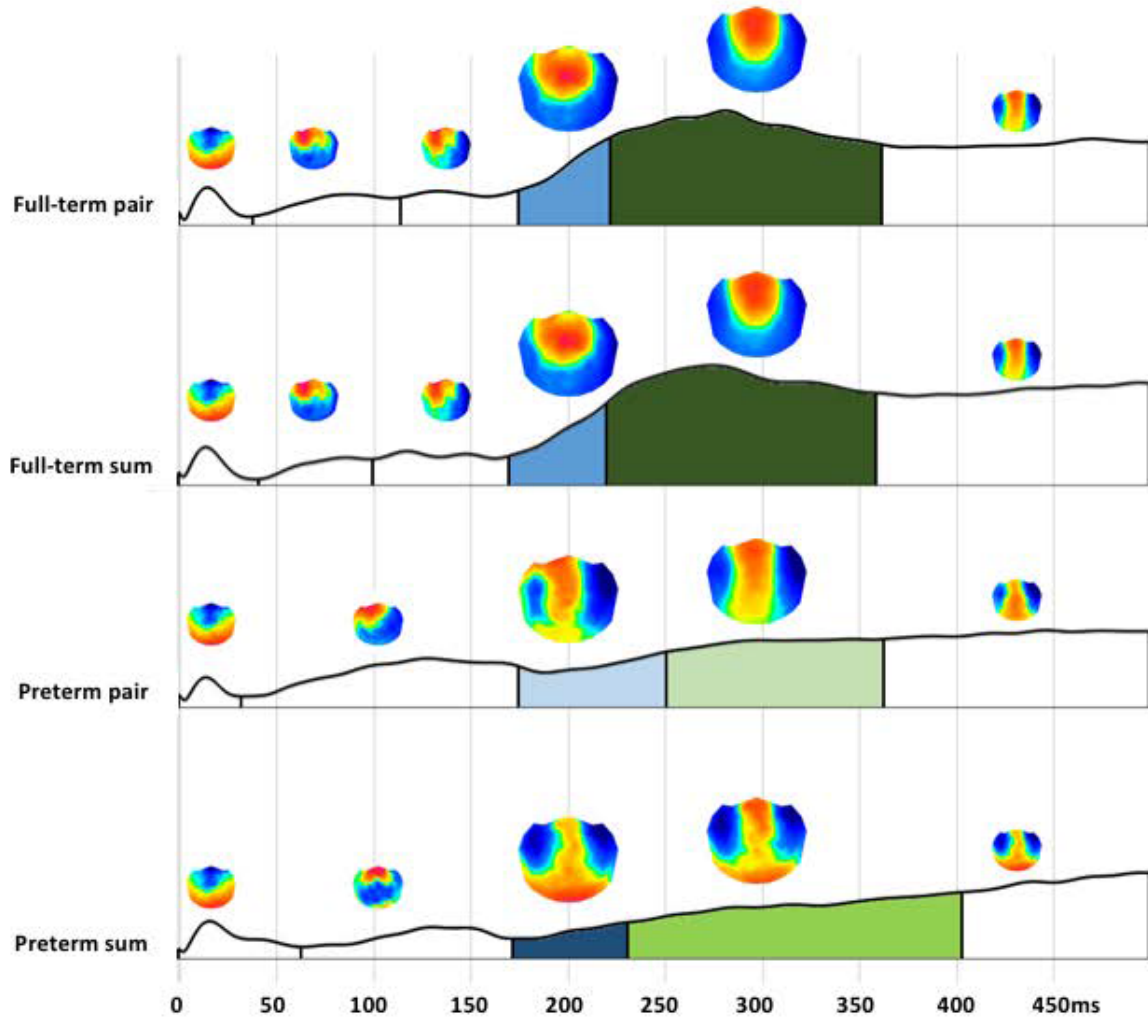 Full-term pair
Full-term sum
Preterm pair
Preterm sum
0 50 100 150 200 250 300 350 400 450ms